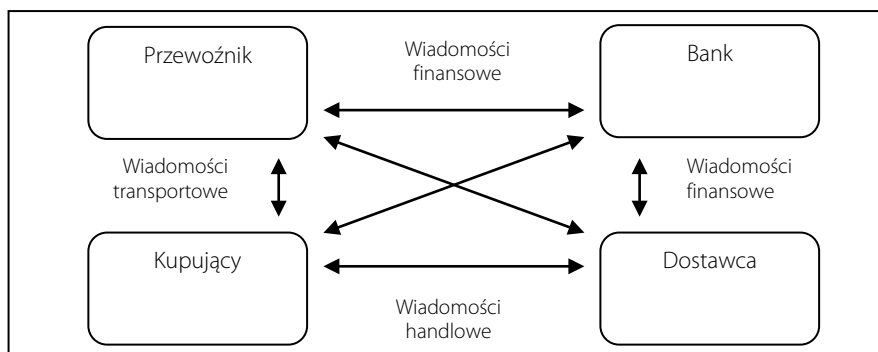 Przewoźnik
Wiadomości
finansowe
Bank
Wiadomości
transportowe
Wiadomości
finansowe
Kupujący
Dostawca
Wiadomości
handlowe